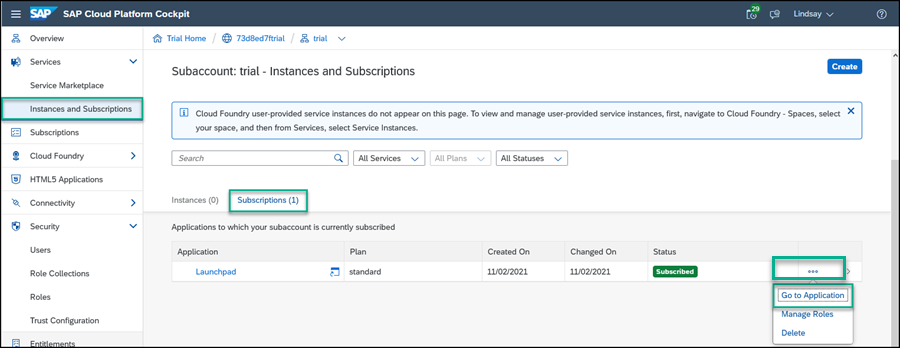 SAP
SAP Cloud Platform Cockpit
29
Lindsay
Overview
Services
Service Marketplace
Instances and Subscriptions
Subscriptions
Cloud Foundry
HTML5 Applications
Connectivity
Security
Users
Role Collections
Roles
Trust Configuration
Entitlements
Trial Home / 73d8ed7ftrial / trial
Subaccount: trial - Instances and Subscriptions
Create
Cloud Foundry user-provided service instances do not appear on this page. To view and manage user-provided service instances, first, navigate to Cloud Foundry - Spaces, select
your space, and then from Services, select Service Instances.
Search
All Services
All Plans
All Statuses
Instances (0)
Subscriptions (1)
Applications to which your subaccount is currently subscribed
Application Plan Created On Changed On Status
Launchpad standard 11/02/2021 11/02/2021 Subscribed
Go to Application
Manage Roles
Delete